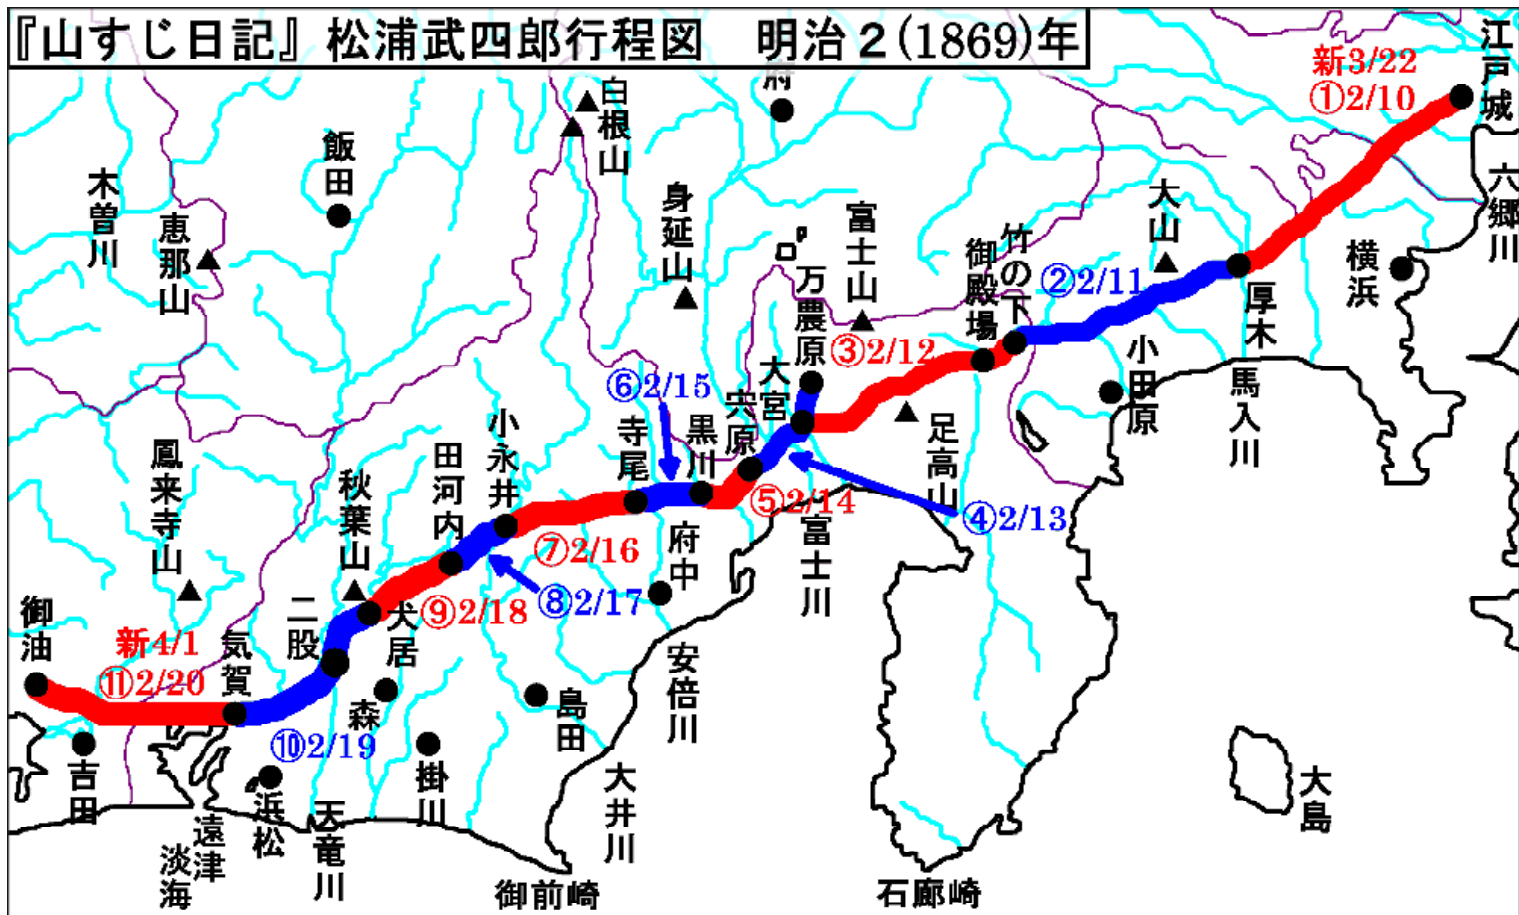 『山すじ日記』松浦武四郎行程図　明治２(1869)年
江戸城
新3/22
①2/10
府
白根山
飯田
木曽川
恵那山
身延山
富士山
万農原
竹の下
御殿場
大山
②2/11
厚木
横浜
六郷川
③2/12
小田原
馬入川
足高山
大宮
宍原
⑥2/15
黒川
寺尾
小永井
田河内
秋葉山
鳳来寺山
⑤2/14
④2/13
富士川
府中
⑦2/16
⑧2/17
⑨2/18
犬居
二股
気賀
御油
新4/1
⑪2/20
⑩2/19
森
島田
安倍川
吉田
掛川
浜松
天竜川
大井川
遠津
淡海
御前崎
石廊崎
大島